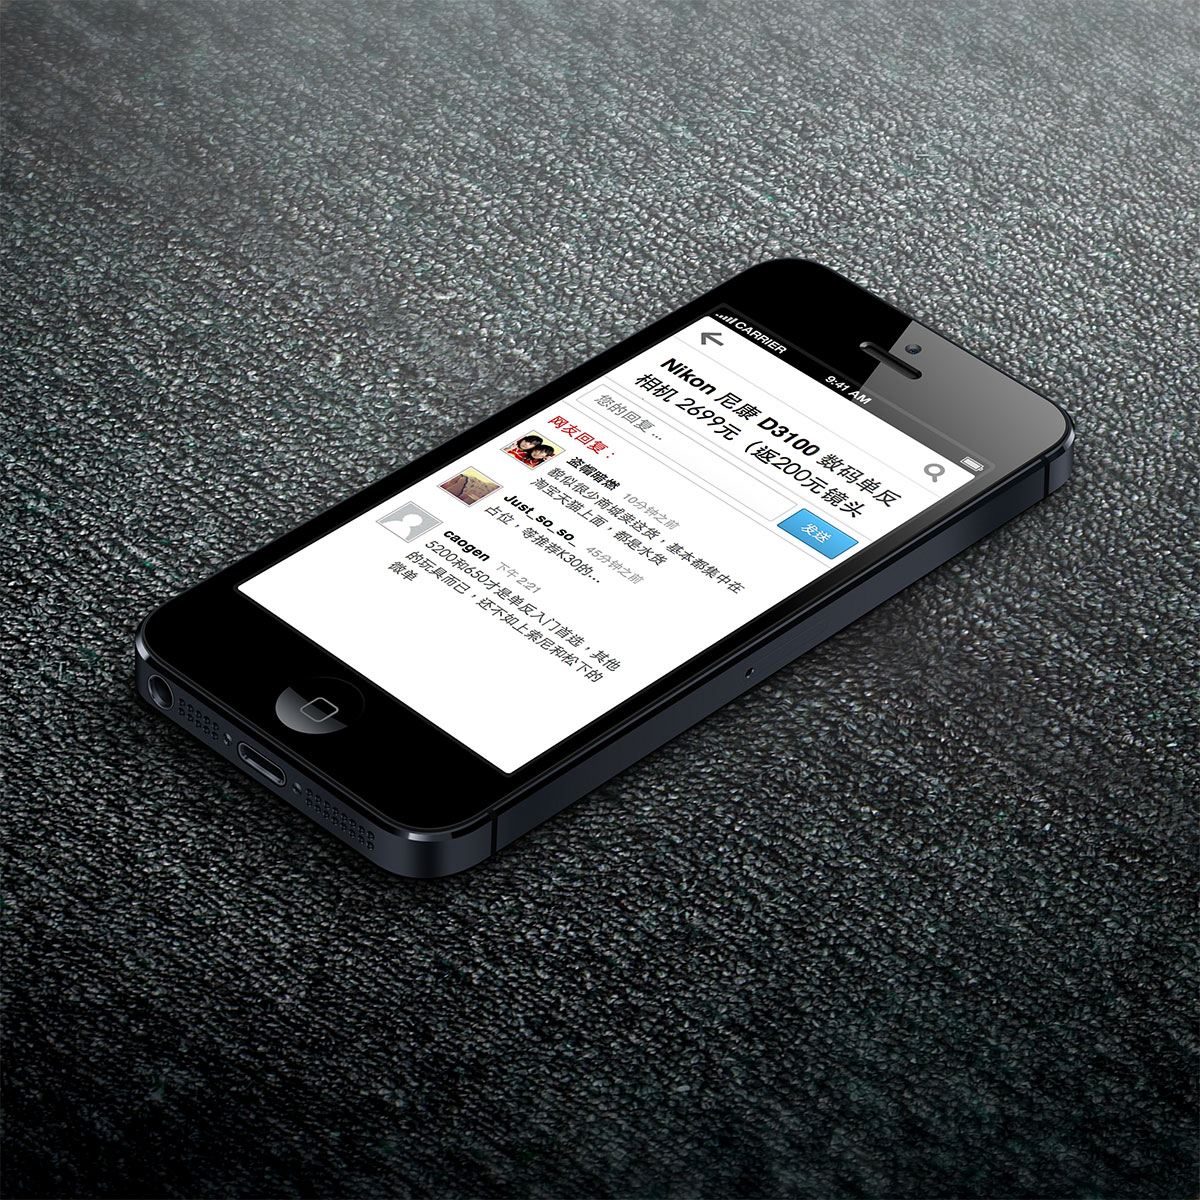 CARRIER 9:41 AM
Nikon 尼康 D3100 数码单反
相机 2699元（返200元镜头
您的回复...
发送
网友回复：
盗帽暗燃 10分钟之前
貌似很少商城卖这货，基本都集中在
淘宝天猫上面，都是水货
Just_so_so_ 45分钟之前
占位，等推荐K30的...
caogen 下午 2:21
5200和650才是单反入门首选，其他
的玩具而已，还不如上索尼和松下的
微单